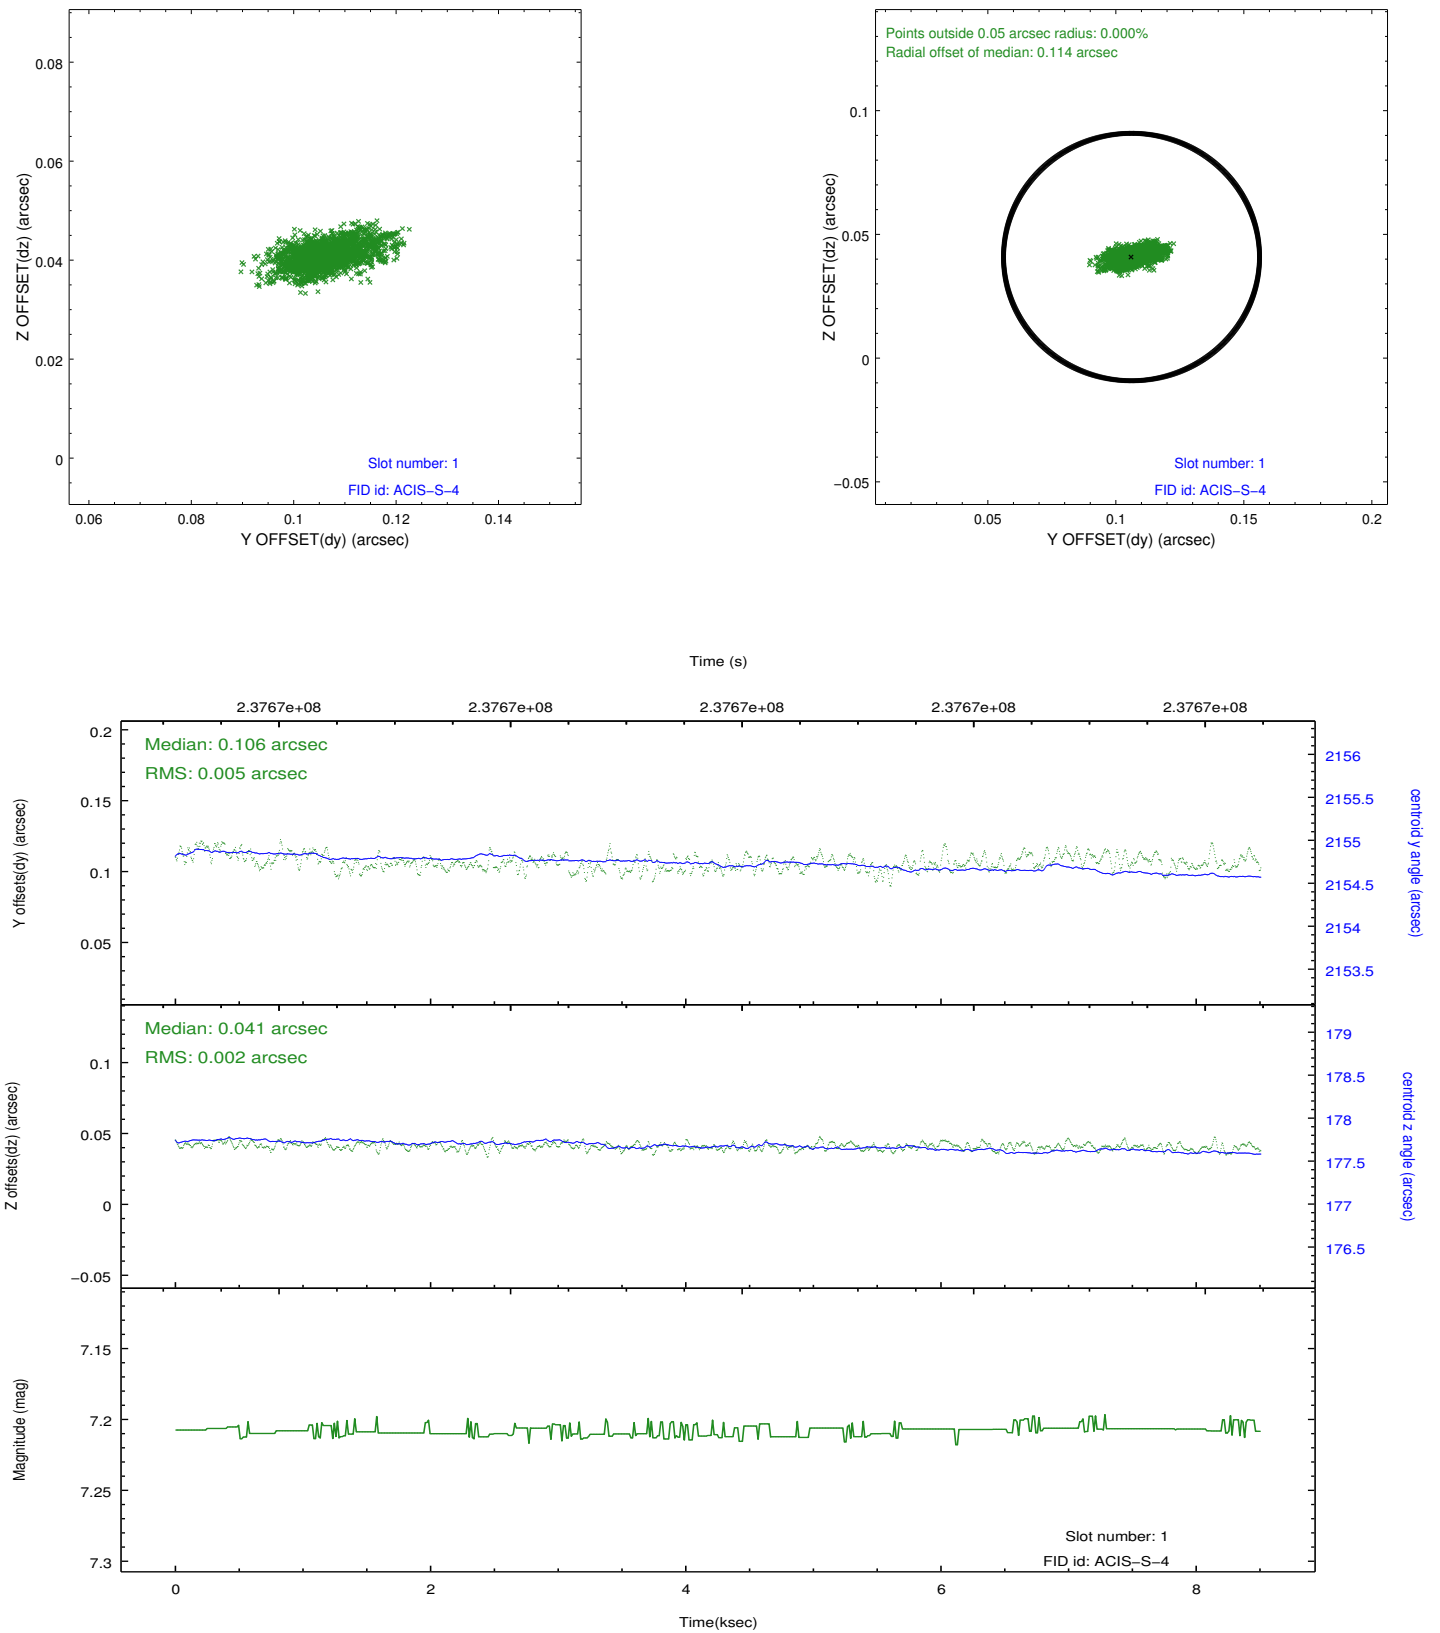 0.08
0.06
0.04
0.02
0
Z OFFSET(dz) (arcsec)
Slot number: 1
FID id: ACIS−S−4
0.06 0.08 0.1 0.12 0.14
Y OFFSET(dy) (arcsec)
Points outside 0.05 arcsec radius: 0.000%
Radial offset of median: 0.114 arcsec
0.1
0.05
0
−0.05
Z OFFSET(dz) (arcsec)
Slot number: 1
FID id: ACIS−S−4
0.05 0.1 0.15 0.2
Y OFFSET(dy) (arcsec)
Time (s)
2.3767e+08 2.3767e+08 2.3767e+08 2.3767e+08 2.3767e+08
Median: 0.106 arcsec
RMS: 0.005 arcsec
0.2
0.15
0.1
0.05
Y offsets(dy) (arcsec)
2156
2155.5
2155
2154.5
2154
2153.5
centroid y angle (arcsec)
Median: 0.041 arcsec
RMS: 0.002 arcsec
0.1
0.05
0
−0.05
Z offsets(dz) (arcsec)
179
178.5
178
177.5
177
176.5
centroid z angle (arcsec)
7.15
7.2
7.25
7.3
Magnitude (mag)
Slot number: 1
FID id: ACIS−S−4
0 2 4 6 8
Time(ksec)